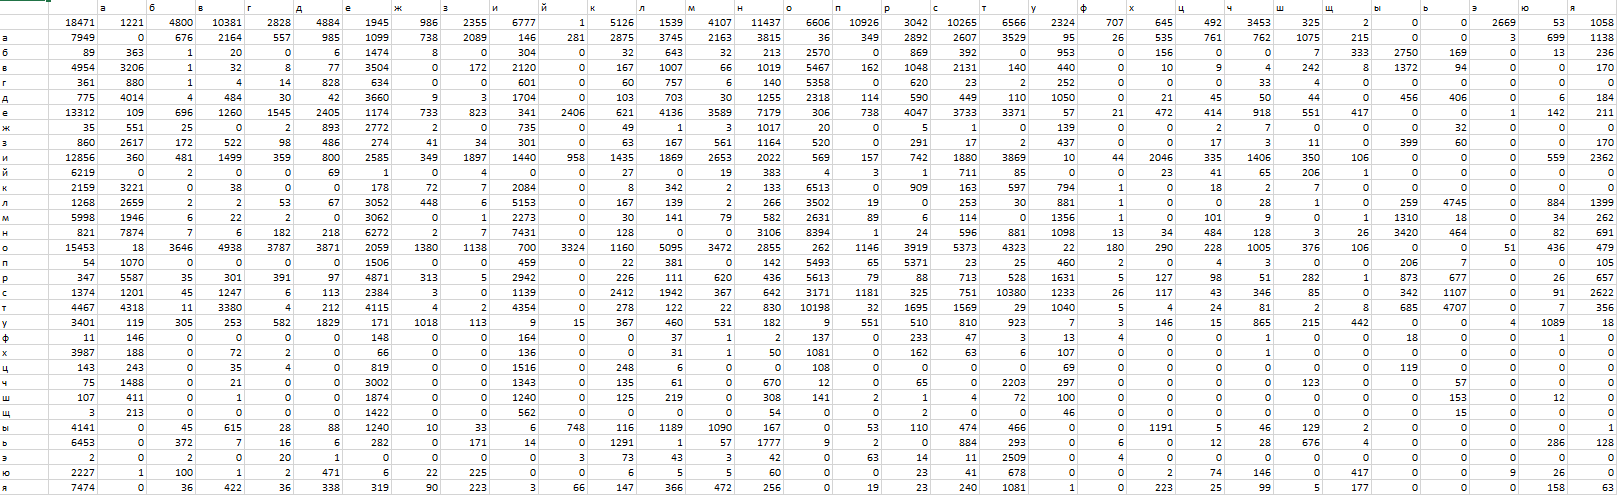 а б в г д е ж з и й к л м н о п р с т у ф х ц ч ш щ ы ь э ю я
18471 1221 4800 10381 2828 4884 1945 986 2355 6777 1 5126 1539 4107 11437 6606 10926 3042 10265 6566 2324 707 645 492 3453 325 2 0 0 2669 53 1058
а 7949 0 676 2164 557 985 1099 738 2089 146 281 2875 3745 2163 3815 36 349 2892 2607 3529 95 26 535 761 762 1075 215 0 0 3 699 1138
б 89 363 1 20 0 6 1474 8 0 304 0 32 643 32 213 2570 0 869 392 0 953 0 156 0 0 7 333 2750 169 0 13 236
в 4954 3206 1 32 8 77 3504 0 172 2120 0 167 1007 66 1019 5467 162 1048 2131 140 440 0 10 9 4 242 8 1372 94 0 0 170
г 361 880 1 4 14 828 634 0 0 601 0 60 757 6 140 5358 0 620 23 2 252 0 0 0 33 4 0 0 0 0 0 0
д 775 4014 4 484 30 42 3660 9 3 1704 0 103 703 30 1255 2318 114 590 449 110 1050 0 21 45 50 44 0 456 406 0 6 184
е 13312 109 696 1260 1545 2405 1174 733 823 341 2406 621 4136 3589 7179 306 738 4047 3733 3371 57 21 472 414 918 551 417 0 0 1 142 211
ж 35 551 25 0 2 893 2772 2 0 735 0 49 1 3 1017 20 0 5 1 0 139 0 0 2 7 0 0 0 32 0 0 0
з 860 2617 172 522 98 486 274 41 34 301 0 63 167 561 1164 520 0 291 17 2 437 0 0 17 3 11 0 399 60 0 0 170
и 12856 360 481 1499 359 800 2585 349 1897 1440 958 1435 1869 2653 2022 569 157 742 1880 3869 10 44 2046 335 1406 350 106 0 0 0 559 2362
й 6219 0 2 0 0 69 1 0 4 0 0 27 0 19 383 4 3 1 711 85 0 0 23 41 65 206 1 0 0 0 0 0
к 2159 3221 0 38 0 0 178 72 7 2084 0 8 342 2 133 6513 0 909 163 597 794 1 0 18 2 7 0 0 0 0 0 0
л 1268 2659 2 2 53 67 3052 448 6 5153 0 167 139 2 266 3502 19 0 253 30 881 1 0 0 28 1 0 259 4745 0 884 1399
м 5998 1946 6 22 2 0 3062 0 1 2273 0 30 141 79 582 2631 89 6 114 0 1356 1 0 101 9 0 1 1310 18 0 34 262
н 821 7874 7 6 182 218 6272 2 7 7431 0 128 0 0 3106 8394 1 24 596 881 1098 13 34 484 128 3 26 3420 464 0 82 691
о 15453 18 3646 4938 3787 3871 2059 1380 1138 700 3324 1160 5095 3472 2855 262 1146 3919 5373 4323 22 180 290 228 1005 376 106 0 0 51 436 479
п 54 1070 0 0 0 0 1506 0 0 459 0 22 381 0 142 5493 65 5371 23 25 460 2 0 4 3 0 0 206 7 0 0 105
р 347 5587 35 301 391 97 4871 313 5 2942 0 226 111 620 436 5613 79 88 713 528 1631 5 127 98 51 282 1 873 677 0 26 657
с 1374 1201 45 1247 6 113 2384 3 0 1139 0 2412 1942 367 642 3171 1181 325 751 10380 1233 26 117 43 346 85 0 342 1107 0 91 2622
т 4467 4318 11 3380 4 212 4115 4 2 4354 0 278 122 22 830 10198 32 1695 1569 29 1040 5 4 24 81 2 8 685 4707 0 7 356
у 3401 119 305 253 582 1829 171 1018 113 9 15 367 460 531 182 9 551 510 810 923 7 3 146 15 865 215 442 0 0 4 1089 18
ф 11 146 0 0 0 0 148 0 0 164 0 0 37 1 2 137 0 233 47 3 13 4 0 0 1 0 0 18 0 0 1 0
х 3987 188 0 72 2 0 66 0 0 136 0 0 31 1 50 1081 0 162 63 6 107 0 0 0 1 0 0 0 0 0 0 0
ц 143 243 0 35 4 0 819 0 0 1516 0 248 6 0 0 108 0 0 0 0 69 0 0 0 0 0 0 119 0 0 0 0
ч 75 1488 0 21 0 0 3002 0 0 1343 0 135 61 0 670 12 0 65 0 2203 297 0 0 0 0 123 0 0 57 0 0 0
ш 107 411 0 1 0 0 1874 0 0 1240 0 125 219 0 308 141 2 1 4 72 100 0 0 0 0 0 0 0 153 0 12 0
щ 3 213 0 0 0 0 1422 0 0 562 0 0 0 0 54 0 0 2 0 0 46 0 0 0 0 0 0 0 15 0 0 0
ы 4141 0 45 615 28 88 1240 10 33 6 748 116 1189 1090 167 0 53 110 474 466 0 0 1191 5 46 129 2 0 0 0 0 1
ь 6453 0 372 7 16 6 282 0 171 14 0 1291 1 57 1777 9 2 0 884 293 0 6 0 12 28 676 4 0 0 0 286 128
э 2 0 2 0 20 1 0 0 0 0 3 73 43 3 42 0 63 14 11 2509 0 4 0 0 0 0 0 0 0 0 0 0
ю 2227 1 100 1 2 471 6 22 225 0 0 6 5 5 60 0 0 23 41 678 0 0 2 74 146 0 417 0 0 9 26 0
я 7474 0 36 422 36 338 319 90 223 3 66 147 366 472 256 0 19 23 240 1081 1 0 223 25 99 5 177 0 0 0 158 63